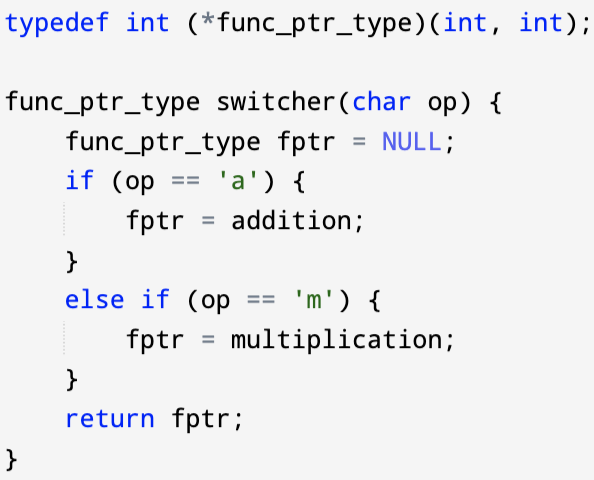 typedef int (*func_ptr_type)(int, int);
func_ptr_type switcher(char op) {
    func_ptr_type fptr = NULL;
    if (op == 'a') {
        fptr = addition;
    }
    else if (op == 'm') {
        fptr = multiplication;
    }
    return fptr;
}